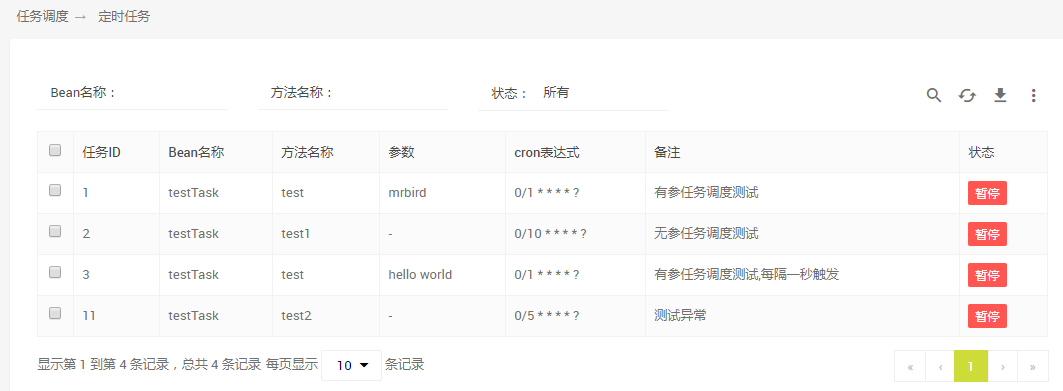 任务调度 → 定时任务
Bean名称： 方法名称： 状态： 所有
任务ID Bean名称 方法名称 参数 cron表达式 备注 状态
1 testTask test mrbird 0/1 * * * * ? 有参任务调度测试 暂停
2 testTask test1 - 0/10 * * * * ? 无参任务调度测试 暂停
3 testTask test hello world 0/1 * * * * ? 有参任务调度测试,每隔一秒触发 暂停
11 testTask test2 - 0/5 * * * * ? 测试异常 暂停
显示第 1 到第 4 条记录，总共 4 条记录 每页显示 10 条记录 « ‹ 1 › »